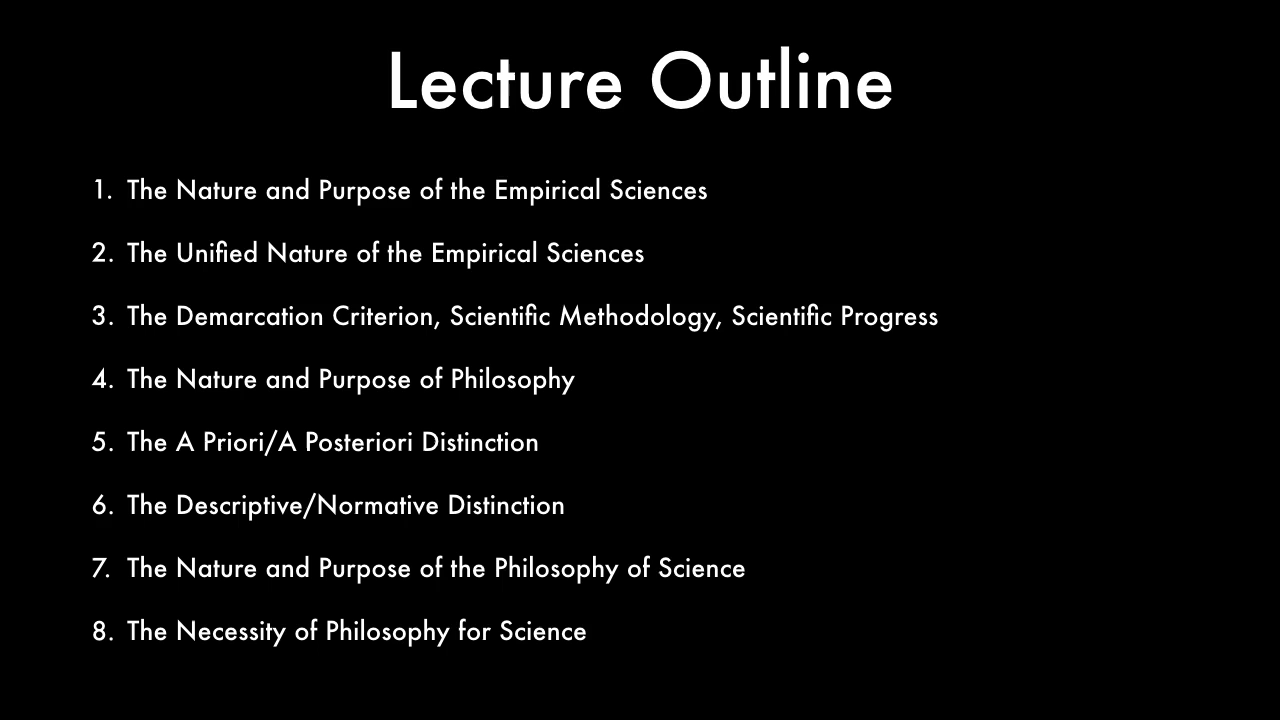 Lecture Outline
1. The Nature and Purpose of the Empirical Sciences
2. The Unified Nature of the Empirical Sciences
3. The Demarcation Criterion, Scientific Methodology, Scientific Progress
4. The Nature and Purpose of Philosophy
5. The A Priori/A Posteriori Distinction
6. The Descriptive/Normative Distinction
7. The Nature and Purpose of the Philosophy of Science
8. The Necessity of Philosophy for Science